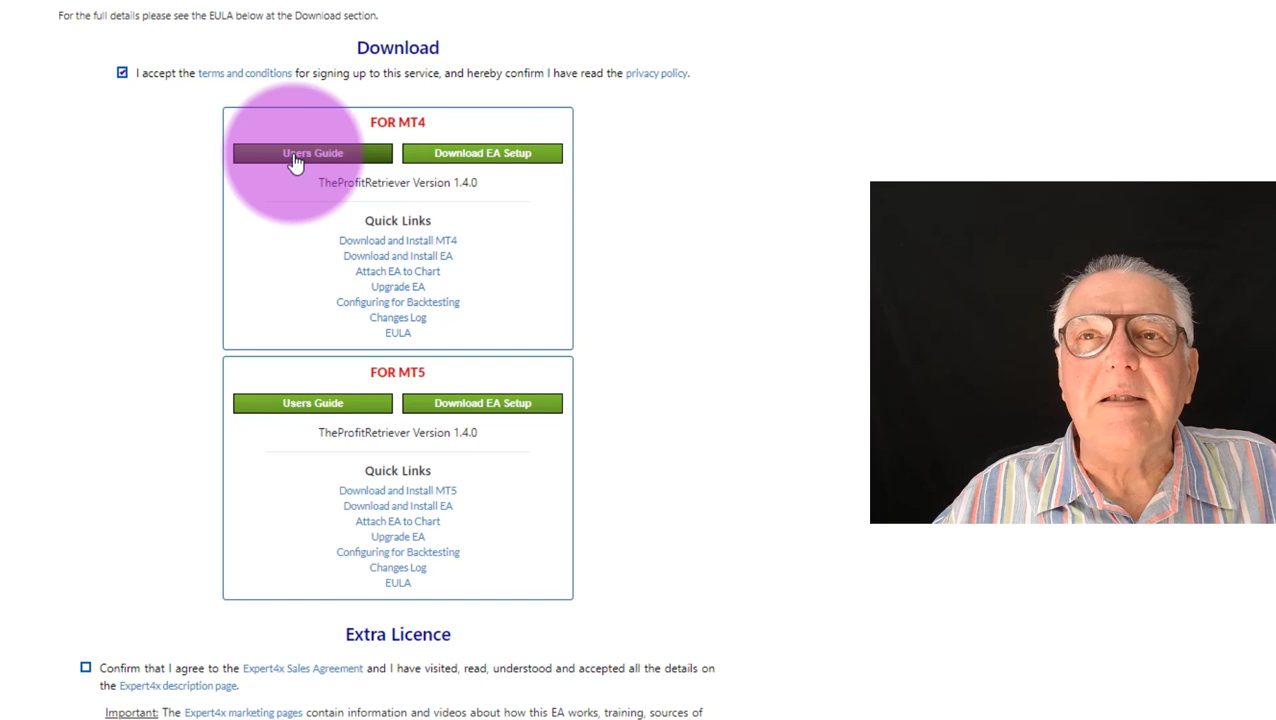 For the full details please see the EULA below at the Download section.
Download
I accept the terms and conditions for signing up to this service, and hereby confirm I have read the privacy policy.
FOR MT4
Users Guide
Download EA Setup
TheProfitRetriever Version 1.4.0
Quick Links
Download and Install MT4
Download and Install EA
Attach EA to Chart
Upgrade EA
Configuring for Backtesting
Changes Log
EULA
FOR MT5
Users Guide
Download EA Setup
TheProfitRetriever Version 1.4.0
Quick Links
Download and Install MT5
Download and Install EA
Attach EA to Chart
Upgrade EA
Configuring for Backtesting
Changes Log
EULA
Extra Licence
Confirm that I agree to the Expert4x Sales Agreement and I have visited, read, understood and accepted all the details on
the Expert4x description page.
Important: The Expert4x marketing pages contain information and videos about how this EA works, training, sources of